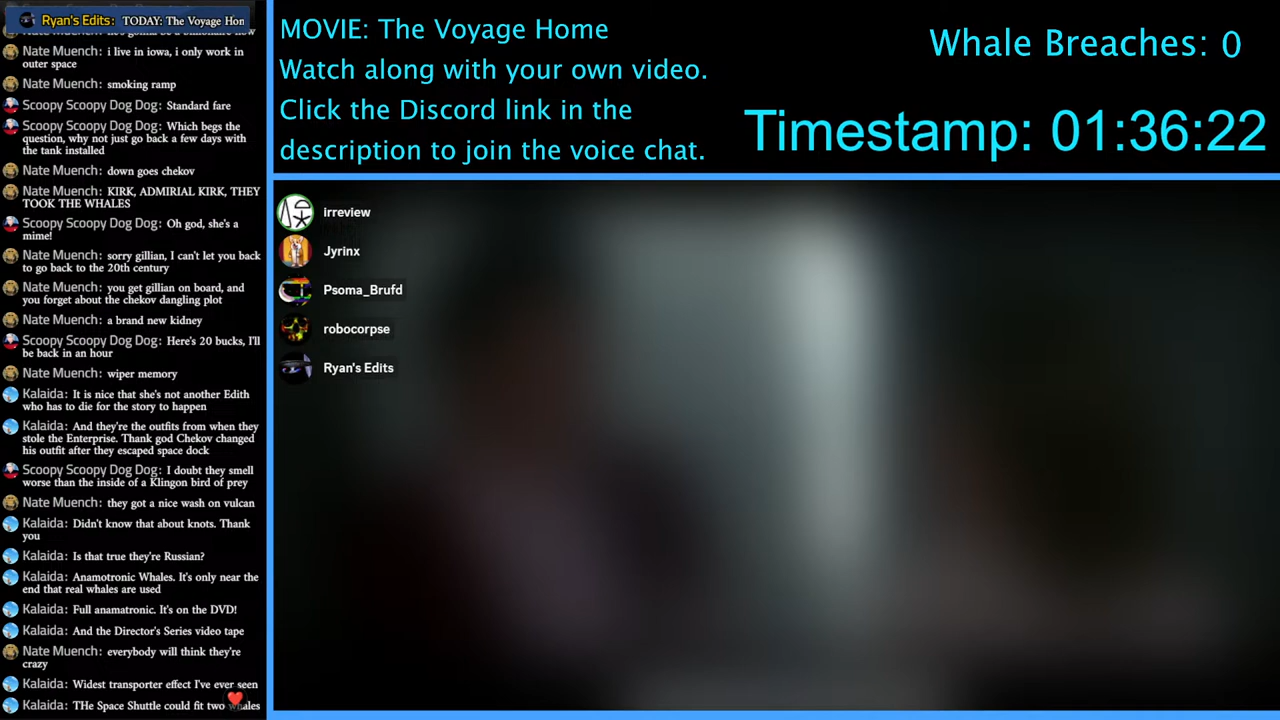 Ryan's Edits: TODAY: The Voyage Hom
Nate Muench: i live in iowa, i only work in
outer space
Nate Muench: smoking ramp
Scoopy Scoopy Dog Dog: Standard fare
Scoopy Scoopy Dog Dog: Which begs the
question, why not just go back a few days with
the tank installed
Nate Muench: down goes chekov
Nate Muench: KIRK, ADMIRIAL KIRK, THEY
TOOK THE WHALES
Scoopy Scoopy Dog Dog: Oh god, she's a
mime!
Nate Muench: sorry gillian, I can't let you back
to go back to the 20th century
Nate Muench: you get gillian on board, and
you forget about the chekov dangling plot
Nate Muench: a brand new kidney
Scoopy Scoopy Dog Dog: Here's 20 bucks, I'll
be back in an hour
Nate Muench: wiper memory
Kalaida: It is nice that she's not another Edith
who has to die for the story to happen
Kalaida: And they're the outfits from when they
stole the Enterprise. Thank god Chekov changed
his outfit after they escaped space dock
Scoopy Scoopy Dog Dog: I doubt they smell
worse than the inside of a Klingon bird of prey
Nate Muench: they got a nice wash on vulcan
Kalaida: Didn't know that about knots. Thank
you
Kalaida: Is that true they're Russian?
Kalaida: Anamotronic Whales. It's only near the
end that real whales are used
Kalaida: Full anamatronic. It's on the DVD!
Kalaida: And the Director's Series video tape
Nate Muench: everybody will think they're
crazy
Kalaida: Widest transporter effect I've ever seen
Kalaida: THe Space Shuttle could fit two whales
MOVIE: The Voyage Home
Watch along with your own video.
Click the Discord link in the
description to join the voice chat.
Whale Breaches: 0
Timestamp: 01:36:22
irreview
Jyrinx
Psoma_Brufd
robocorpse
Ryan's Edits